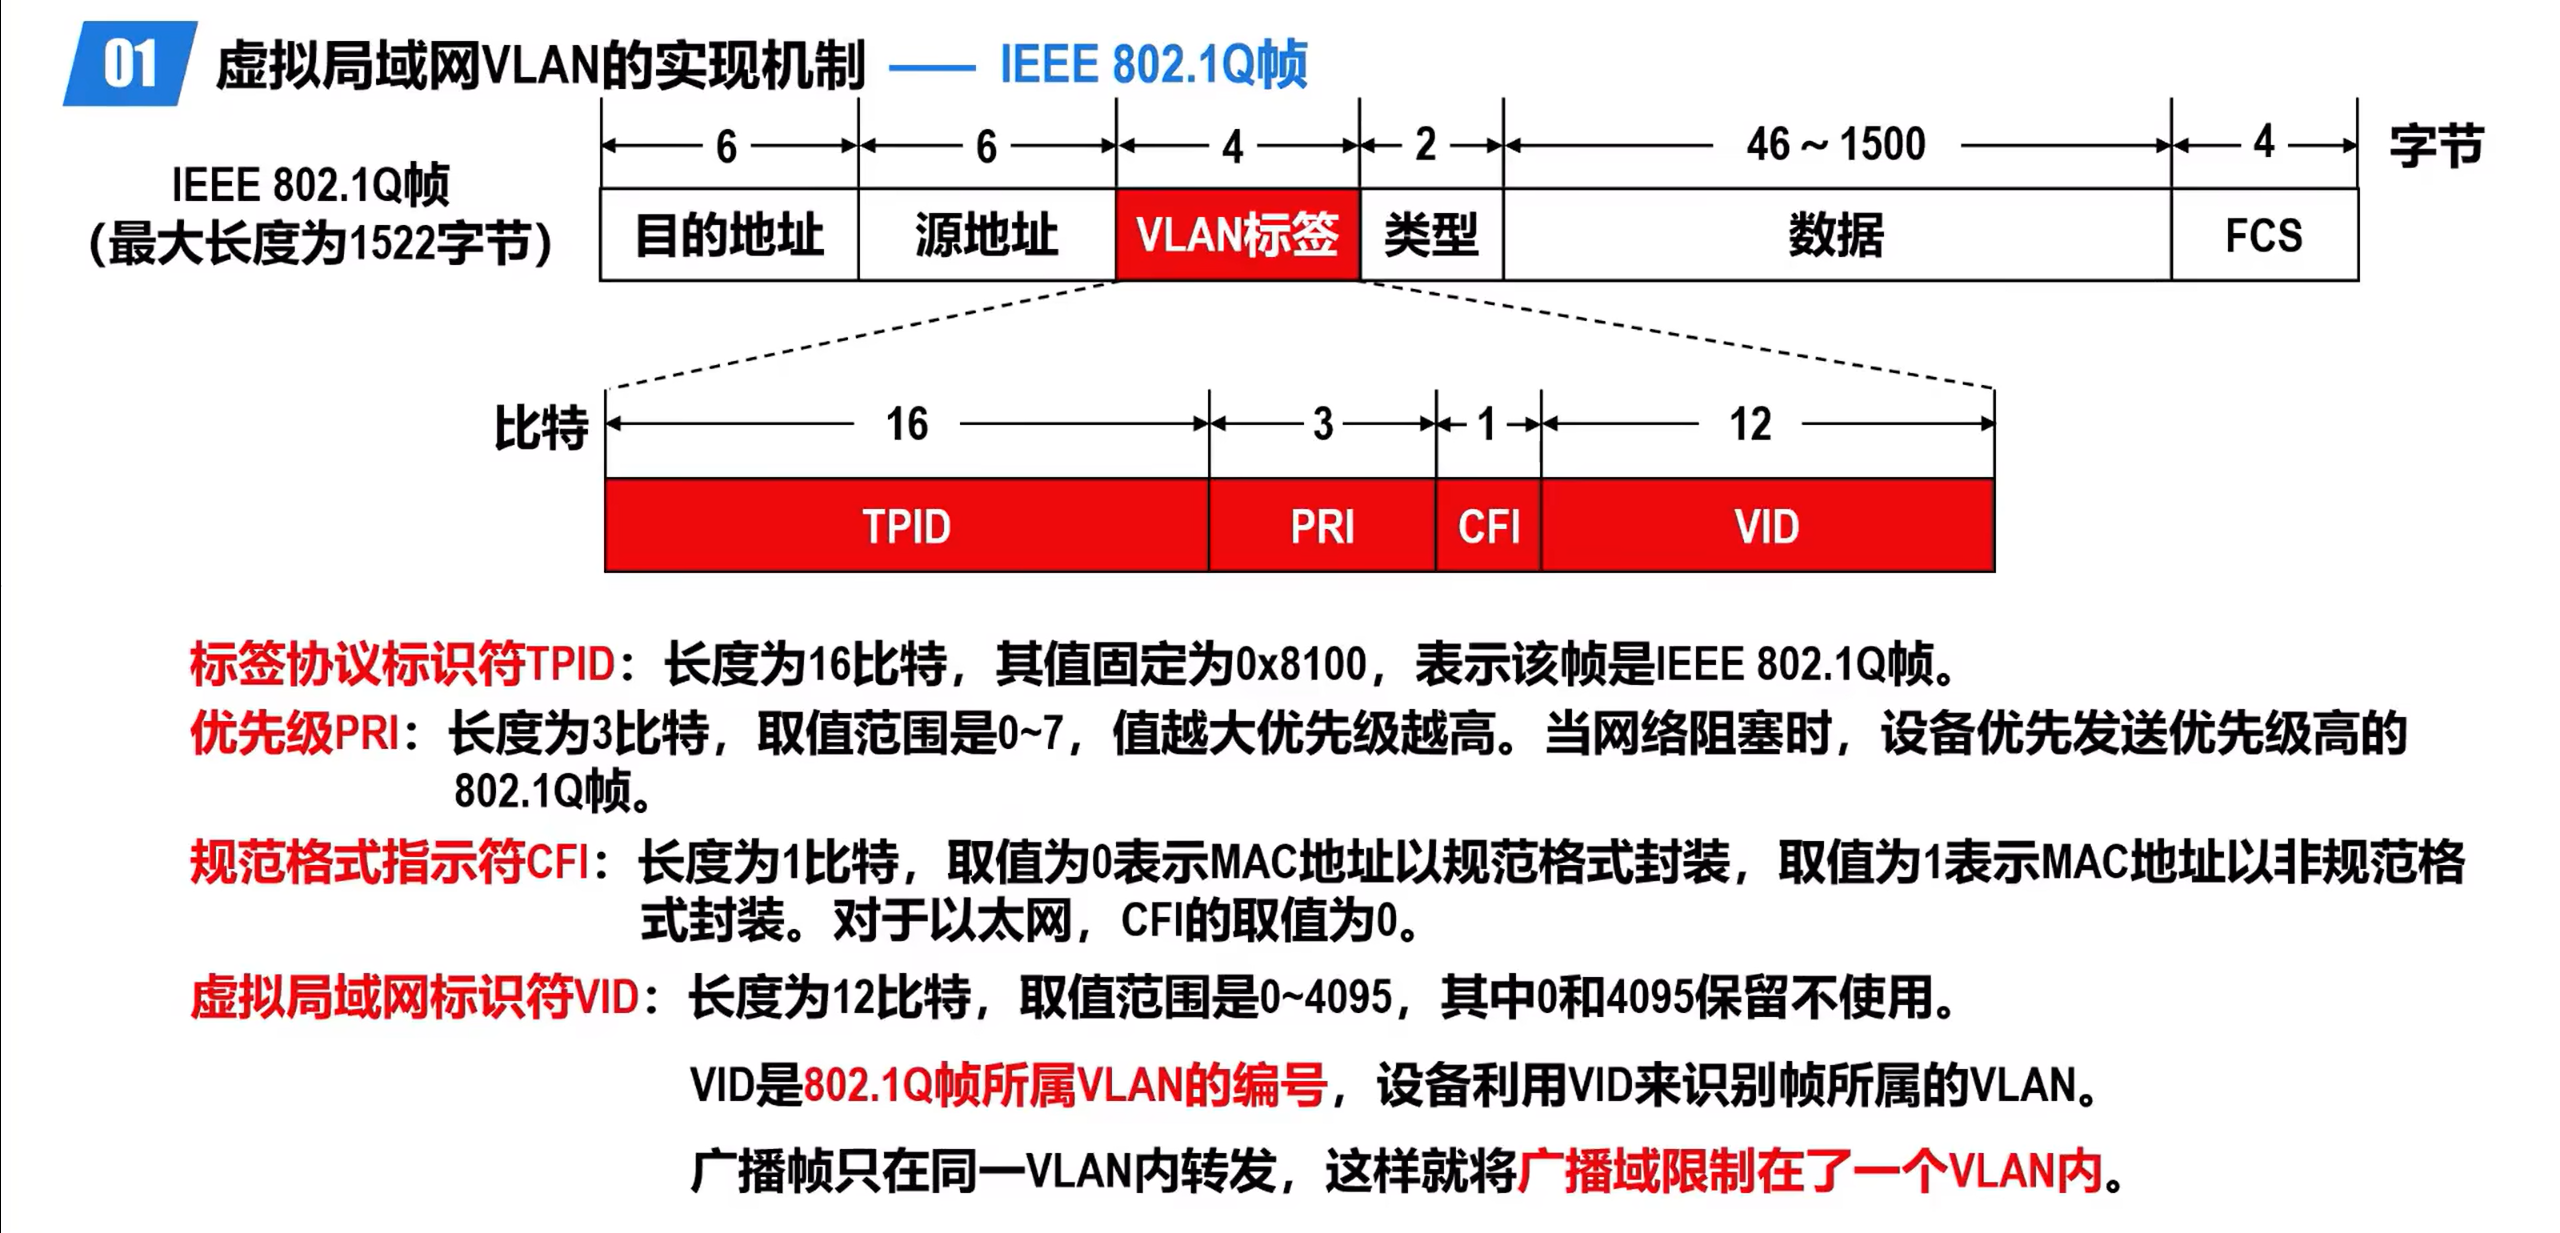 01 虚拟局域网VLAN的实现机制 —— IEEE 802.1Q帧
6 6 4 2 46～1500 4 字节
IEEE 802.1Q帧
（最大长度为1522字节）
目的地址 源地址 VLAN标签 类型 数据 FCS
比特 16 3 1 12
TPID PRI CFI VID
标签协议标识符TPID：长度为16比特，其值固定为0x8100，表示该帧是IEEE 802.1Q帧。
优先级PRI：长度为3比特，取值范围是0~7，值越大优先级越高。当网络阻塞时，设备优先发送优先级高的
802.1Q帧。
规范格式指示符CFI：长度为1比特，取值为0表示MAC地址以规范格式封装，取值为1表示MAC地址以非规范格
式封装。对于以太网，CFI的取值为0。
虚拟局域网标识符VID：长度为12比特，取值范围是0~4095，其中0和4095保留不使用。
VID是802.1Q帧所属VLAN的编号，设备利用VID来识别帧所属的VLAN。
广播帧只在同一VLAN内转发，这样就将广播域限制在了一个VLAN内。